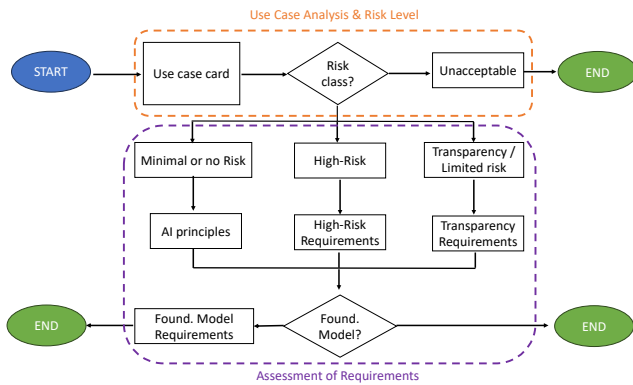 Use Case Analysis & Risk Level
START
Use case card
Risk
class?
Unacceptable
END
Minimal or no Risk
High-Risk
Transparency /
Limited risk
AI principles
High-Risk
Requirements
Transparency
Requirements
END
Found. Model
Requirements
Found.
Model?
END
Assessment of Requirements